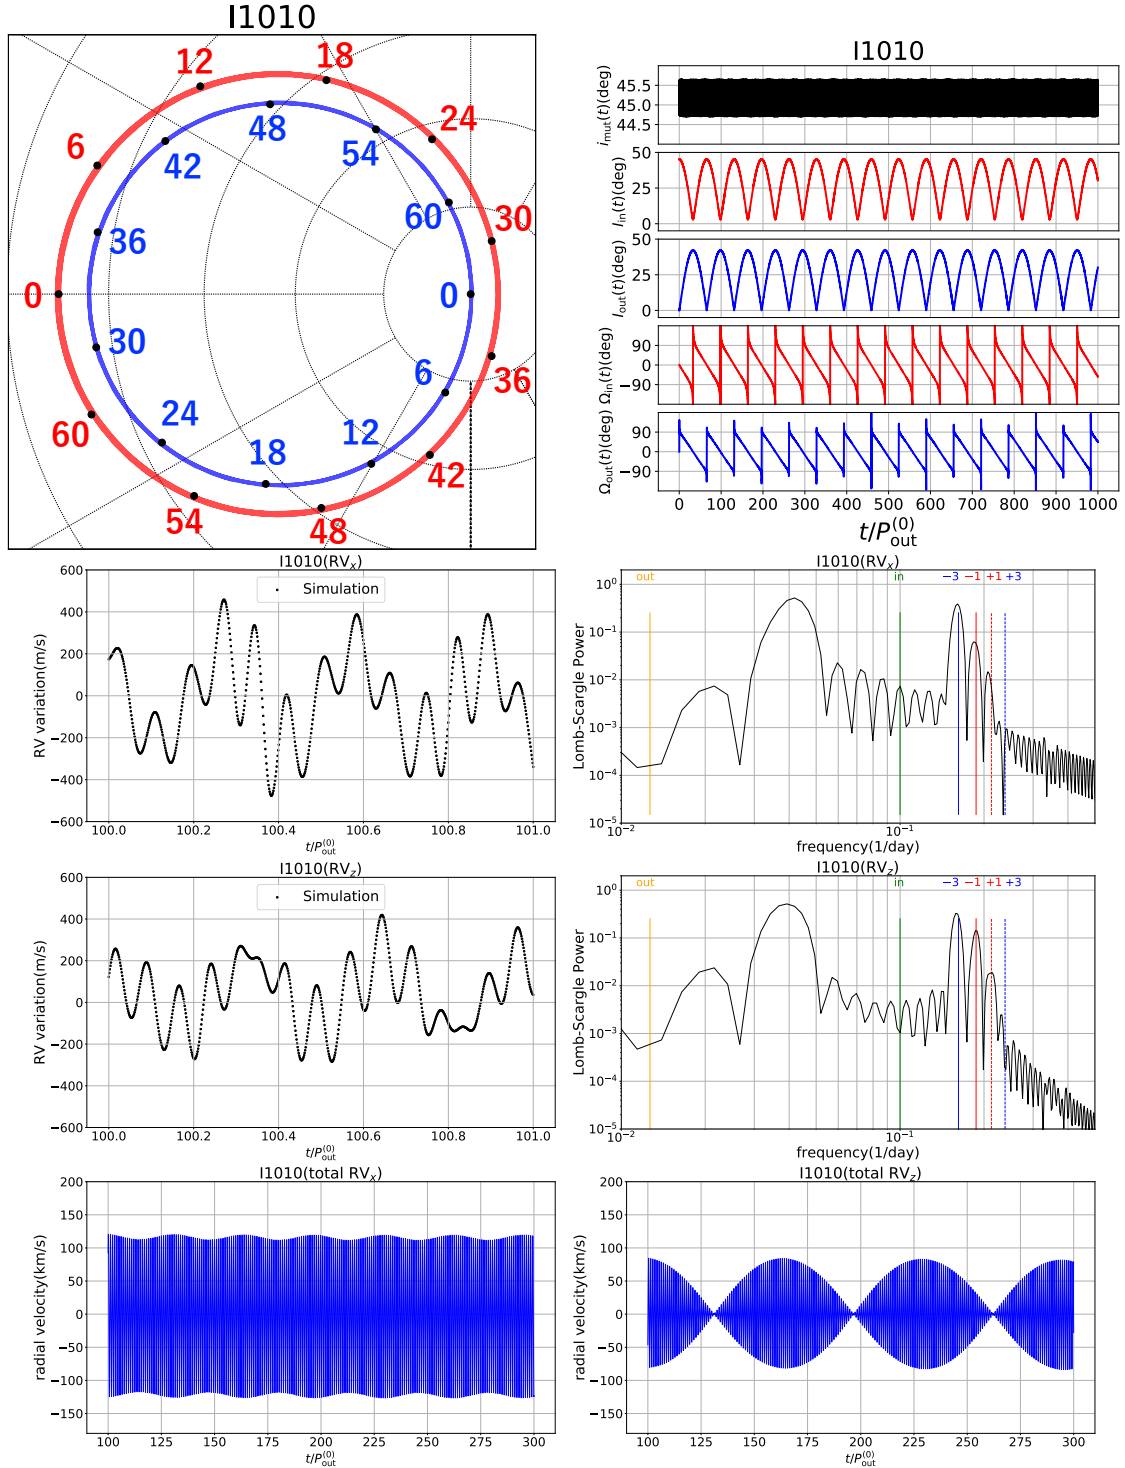 I1010
12
18
6
24
48
42
54
36
60
30
0
0
30
6
36
24
60
12
18
42
54
48
I1010
i_mut(t)(deg)
45.5
45.0
44.5
I_in(t)(deg)
50
25
0
I_out(t)(deg)
50
25
0
Ω_in(t)(deg)
90
0
−90
Ω_out(t)(deg)
90
0
−90
0 100 200 300 400 500 600 700 800 900 1000
t/P_out^(0)
I1010(RV_x)
Simulation
RV variation(m/s)
600
400
200
0
−200
−400
−600
100.0 100.2 100.4 100.6 100.8 101.0
t/P_out^(0)
I1010(RV_x)
out in −3 −1 +1 +3
Lomb-Scargle Power
10^0
10^−1
10^−2
10^−3
10^−4
10^−5
10^−2 10^−1
frequency(1/day)
I1010(RV_z)
Simulation
RV variation(m/s)
600
400
200
0
−200
−400
−600
100.0 100.2 100.4 100.6 100.8 101.0
t/P_out^(0)
I1010(RV_z)
out in −3 −1 +1 +3
Lomb-Scargle Power
10^0
10^−1
10^−2
10^−3
10^−4
10^−5
10^−2 10^−1
frequency(1/day)
I1010(total RV_x)
radial velocity(km/s)
200
150
100
50
0
−50
−100
−150
100 125 150 175 200 225 250 275 300
t/P_out^(0)
I1010(total RV_z)
radial velocity(km/s)
200
150
100
50
0
−50
−100
−150
100 125 150 175 200 225 250 275 300
t/P_out^(0)